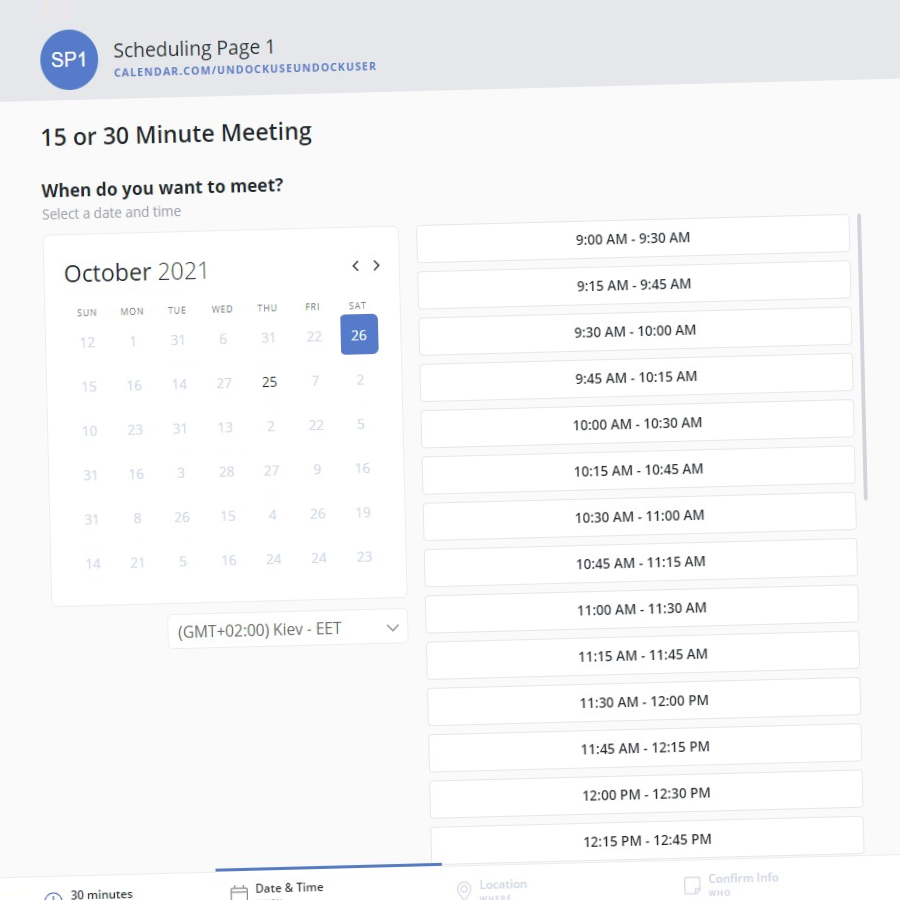 SP1
Scheduling Page 1
CALENDAR.COM/UNDOCKUSEUNDOCKUSER
15 or 30 Minute Meeting
When do you want to meet?
Select a date and time
October 2021
SUN MON TUE WED THU FRI SAT
12 1 31 6 31 22 26
15 16 14 27 25 7 2
10 23 31 13 2 22 5
31 16 3 28 27 9 16
31 8 26 15 4 26 19
14 21 5 16 24 24 23
(GMT+02:00) Kiev - EET
9:00 AM - 9:30 AM
9:15 AM - 9:45 AM
9:30 AM - 10:00 AM
9:45 AM - 10:15 AM
10:00 AM - 10:30 AM
10:15 AM - 10:45 AM
10:30 AM - 11:00 AM
10:45 AM - 11:15 AM
11:00 AM - 11:30 AM
11:15 AM - 11:45 AM
11:30 AM - 12:00 PM
11:45 AM - 12:15 PM
12:00 PM - 12:30 PM
12:15 PM - 12:45 PM
30 minutes
Date & Time
Location
WHERE
Confirm Info
WHO